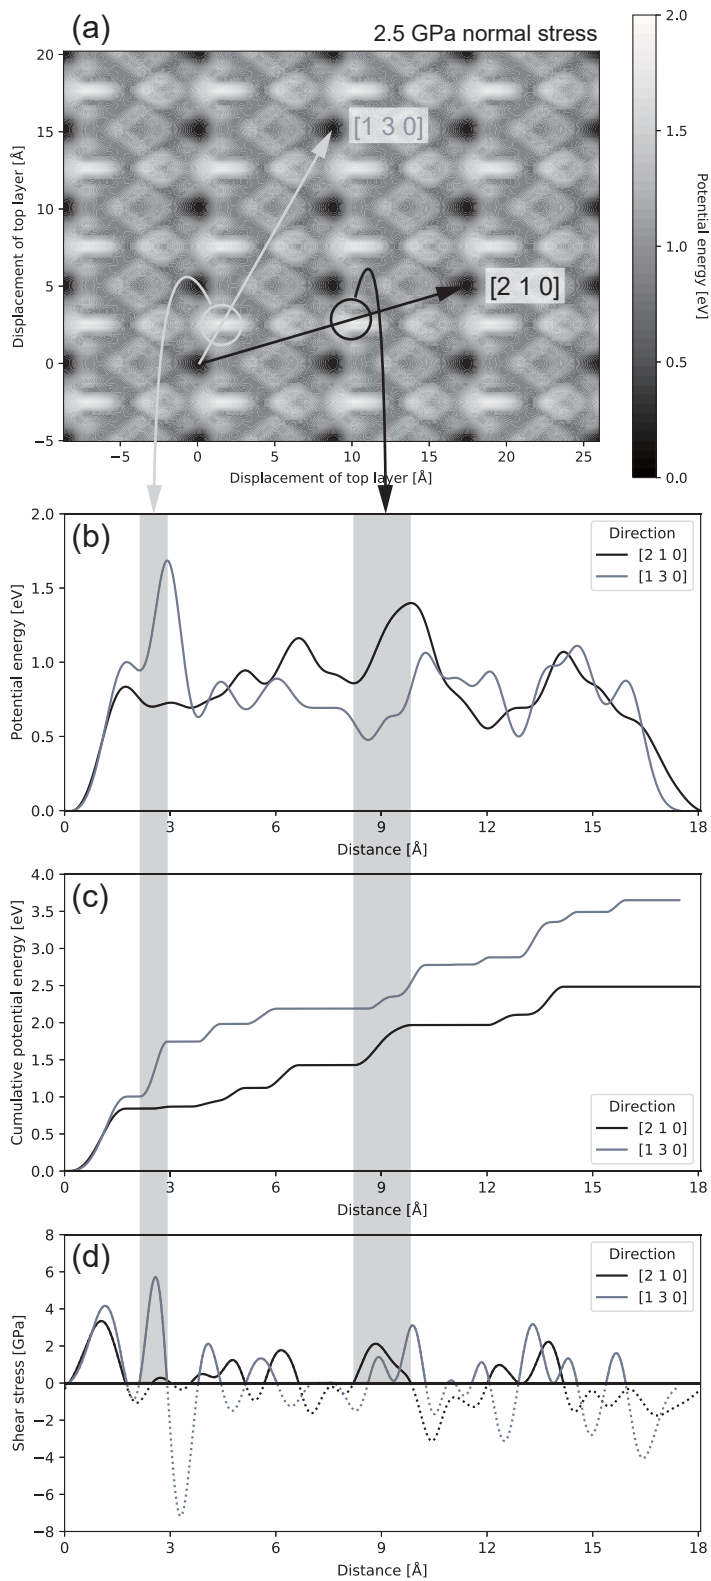 (a)
2.5 GPa normal stress
20
15
10
5
0
−5
Displacement of top layer [Å]
[1 3 0]
[2 1 0]
−5 0 5 10 15 20 25
Displacement of top layer [Å]
2.0
1.5
1.0
0.5
0.0
Potential energy [eV]
(b)
2.0
1.5
1.0
0.5
0.0
Potential energy [eV]
Direction
[2 1 0]
[1 3 0]
0 3 6 9 12 15 18
Distance [Å]
(c)
4.0
3.5
3.0
2.5
2.0
1.5
1.0
0.5
0.0
Cumulative potential energy [eV]
Direction
[2 1 0]
[1 3 0]
0 3 6 9 12 15 18
Distance [Å]
(d)
8
6
4
2
0
−2
−4
−6
−8
Shear stress [GPa]
Direction
[2 1 0]
[1 3 0]
0 3 6 9 12 15 18
Distance [Å]